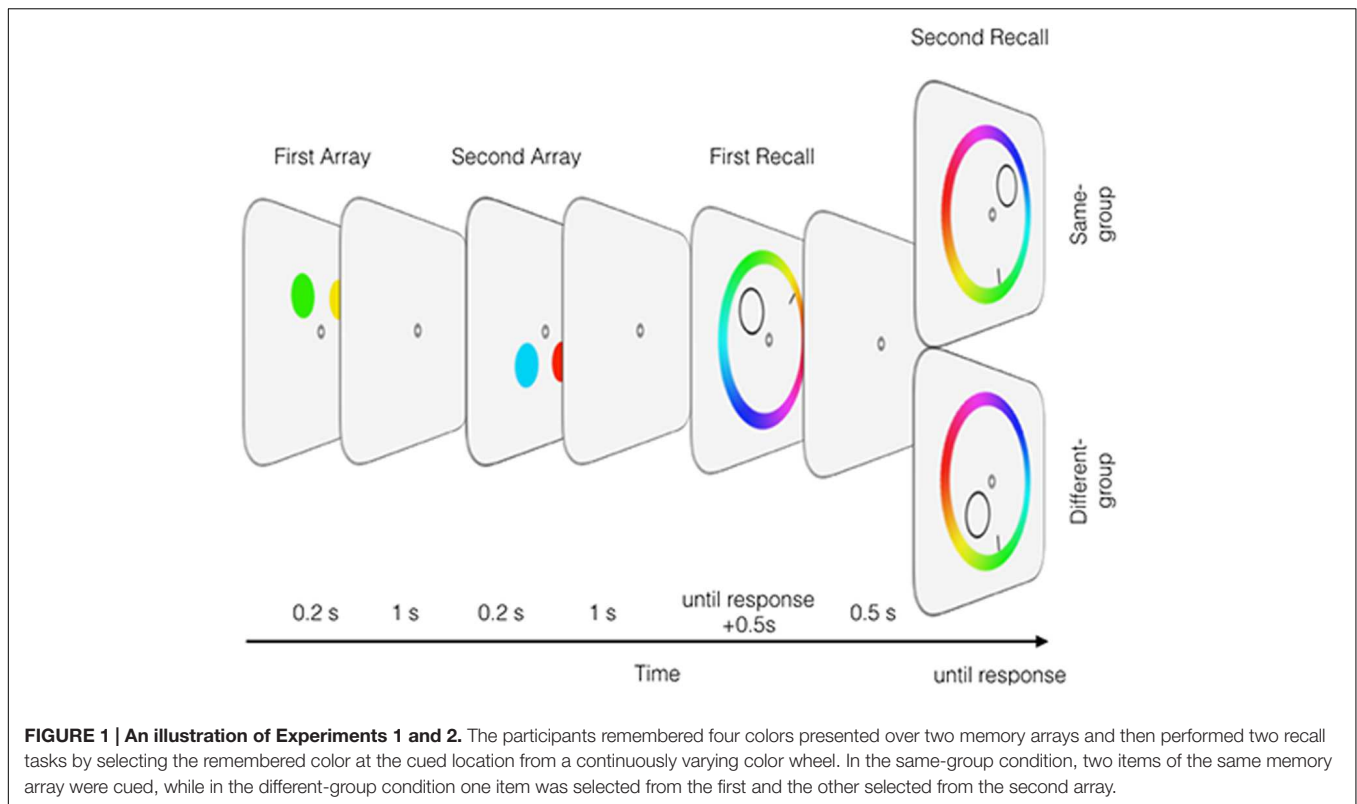 Second Recall
First Array
Second Array
First Recall
Same-
group
Different-
group
0.2 s
1 s
0.2 s
1 s
until response
+0.5s
0.5 s
Time
until response
FIGURE 1 | An illustration of Experiments 1 and 2. The participants remembered four colors presented over two memory arrays and then performed two recall
tasks by selecting the remembered color at the cued location from a continuously varying color wheel. In the same-group condition, two items of the same memory
array were cued, while in the different-group condition one item was selected from the first and the other selected from the second array.